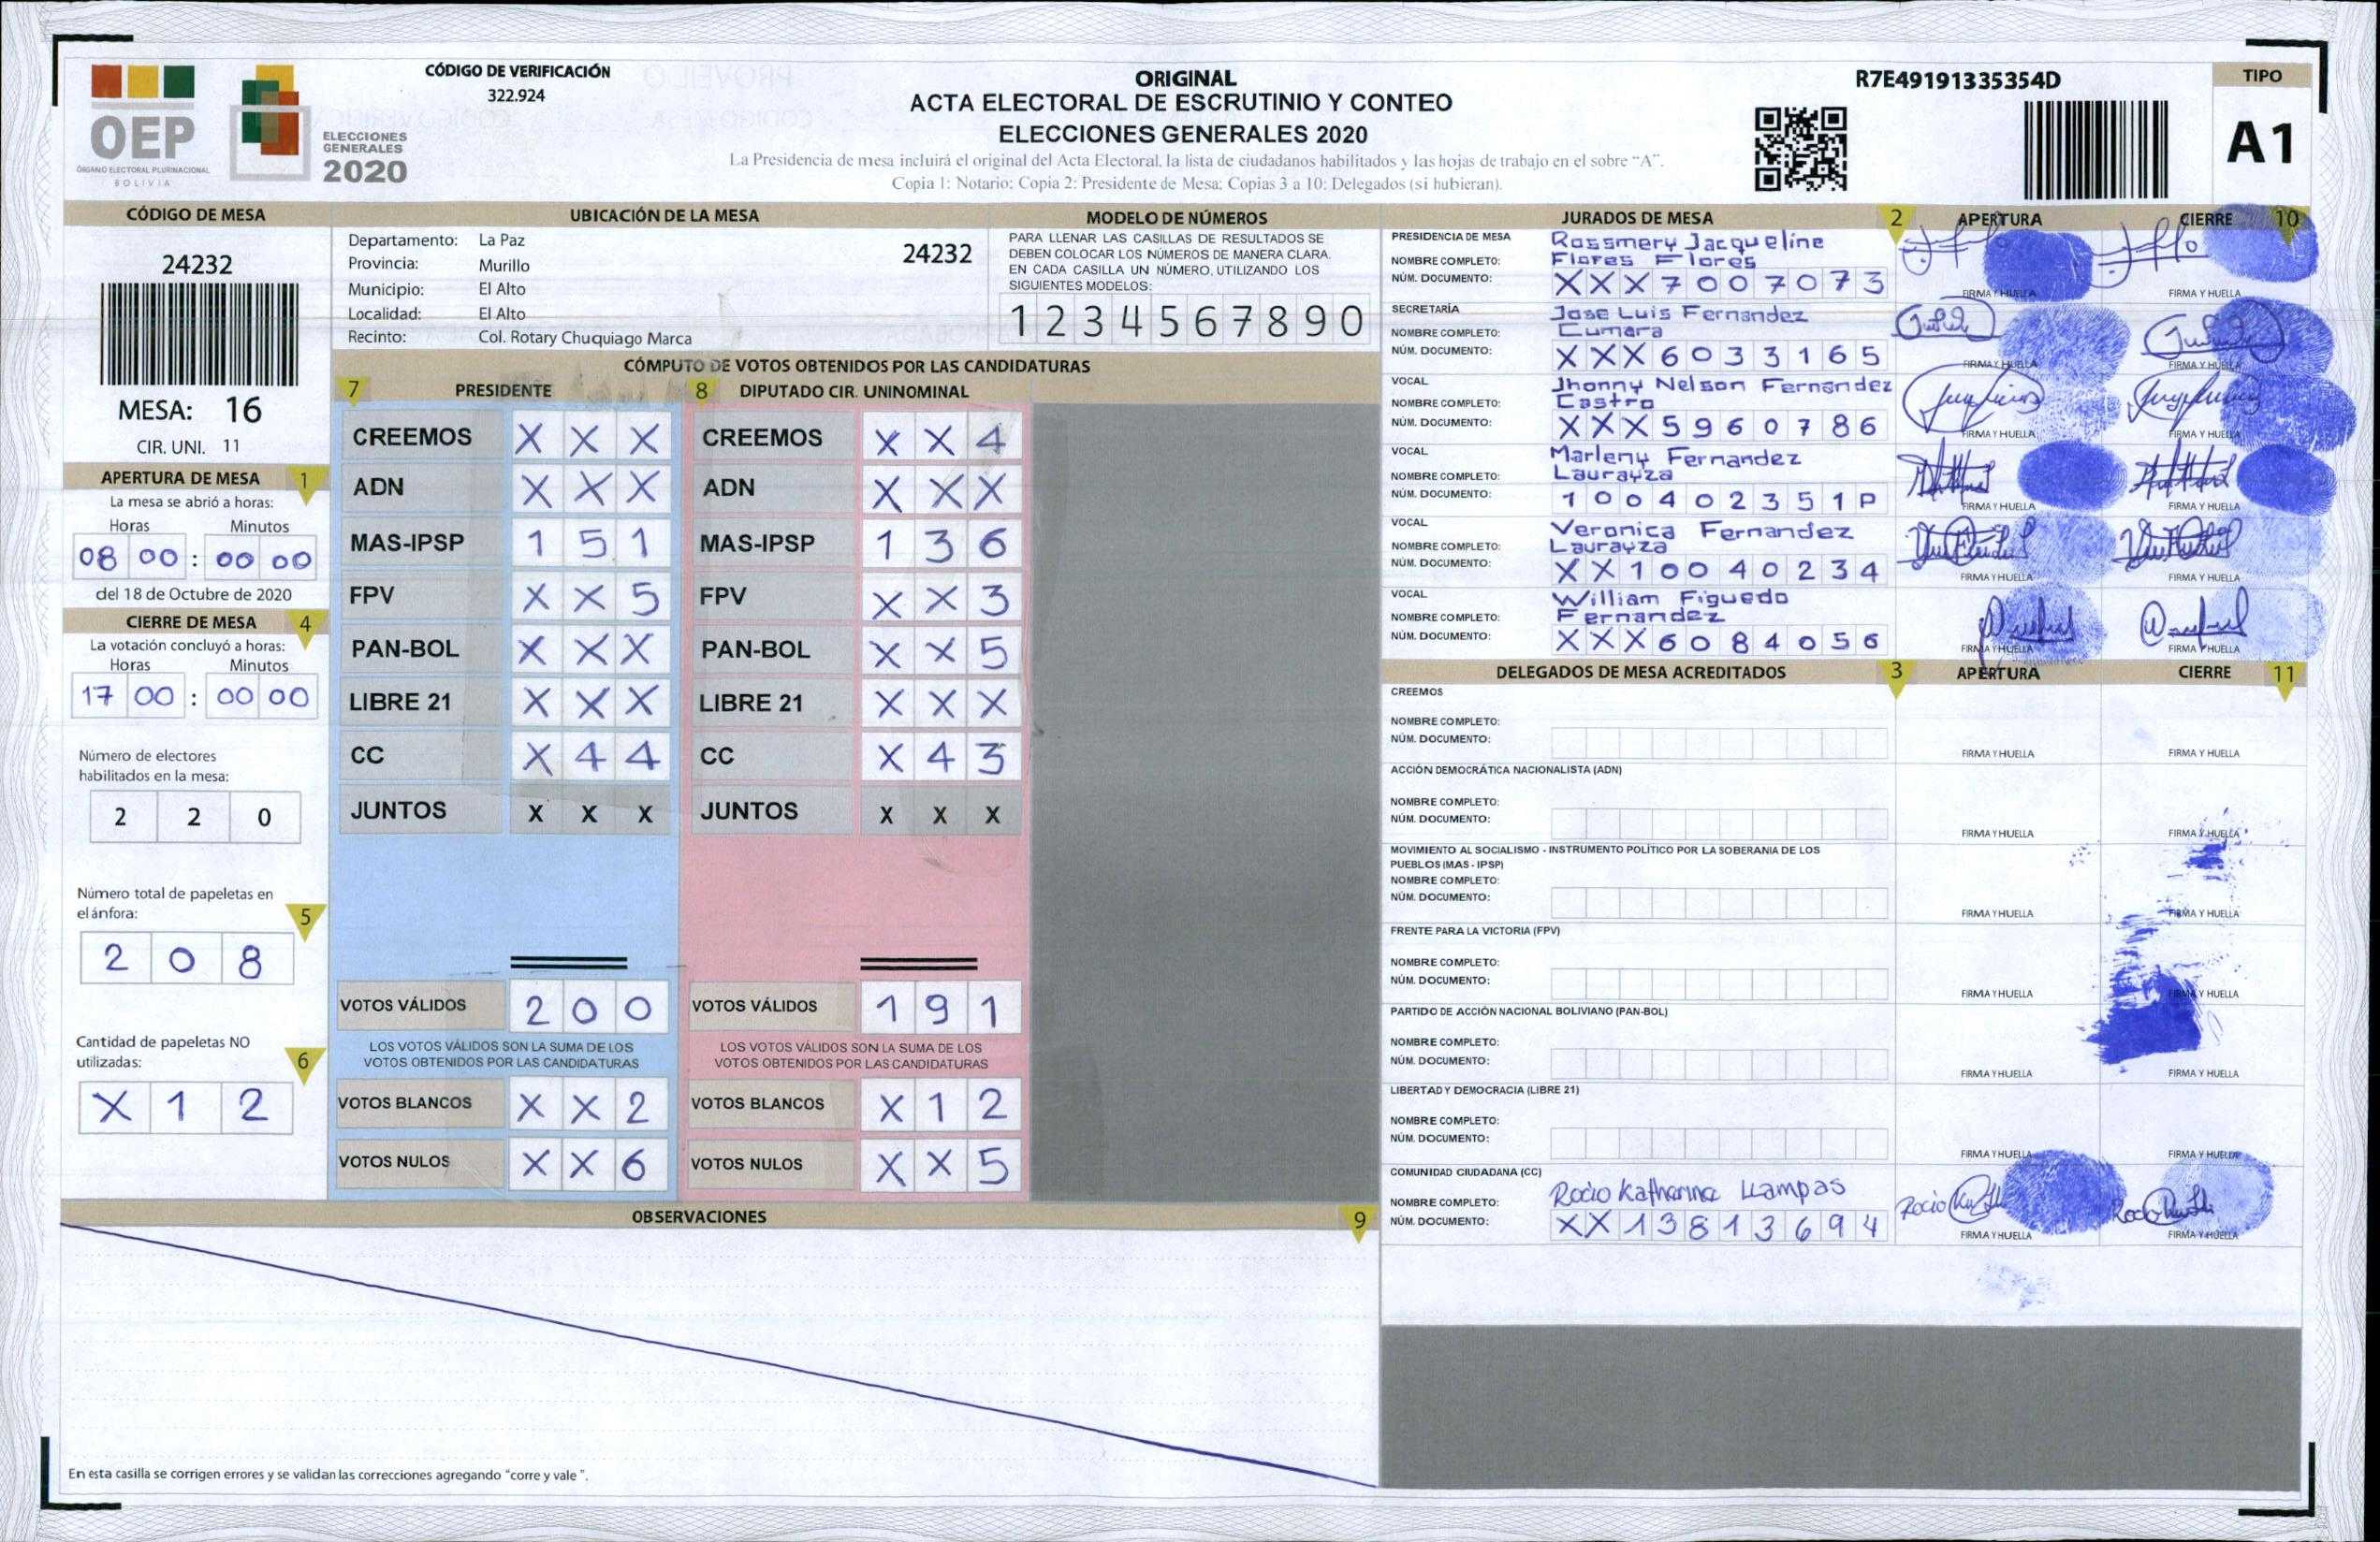 OEP
ÓRGANO ELECTORAL PLURINACIONAL
BOLIVIA
ELECCIONES
GENERALES
2020
CÓDIGO DE VERIFICACIÓN
322.924
ORIGINAL
ACTA ELECTORAL DE ESCRUTINIO Y CONTEO
ELECCIONES GENERALES 2020
La Presidencia de mesa incluirá el original del Acta Electoral, la lista de ciudadanos habilitados y las hojas de trabajo en el sobre "A".
Copia 1: Notario; Copia 2: Presidente de Mesa; Copias 3 a 10: Delegados (si hubieran).
R7E49191335354D
TIPO
A1
CÓDIGO DE MESA
24232
MESA: 16
CIR. UNI. 11
APERTURA DE MESA 1
La mesa se abrió a horas:
Horas Minutos
08 00 : 00 00
del 18 de Octubre de 2020
CIERRE DE MESA 4
La votación concluyó a horas:
Horas Minutos
17 00 : 00 00
Número de electores
habilitados en la mesa:
2 2 0
Número total de papeletas en
el ánfora: 5
2 0 8
Cantidad de papeletas NO
utilizadas: 6
X 1 2
UBICACIÓN DE LA MESA
Departamento: La Paz 24232
Provincia: Murillo
Municipio: El Alto
Localidad: El Alto
Recinto: Col. Rotary Chuquiago Marca
MODELO DE NÚMEROS
PARA LLENAR LAS CASILLAS DE RESULTADOS SE
DEBEN COLOCAR LOS NÚMEROS DE MANERA CLARA.
EN CADA CASILLA UN NÚMERO, UTILIZANDO LOS
SIGUIENTES MODELOS:
1 2 3 4 5 6 7 8 9 0
CÓMPUTO DE VOTOS OBTENIDOS POR LAS CANDIDATURAS
7 PRESIDENTE 8 DIPUTADO CIR. UNINOMINAL
CREEMOS X X X CREEMOS X X 4
ADN X X X ADN X X X
MAS-IPSP 1 5 1 MAS-IPSP 1 3 6
FPV X X 5 FPV X X 3
PAN-BOL X X X PAN-BOL X X 5
LIBRE 21 X X X LIBRE 21 X X X
CC X 4 4 CC X 4 3
JUNTOS X X X JUNTOS X X X
VOTOS VÁLIDOS 2 0 0 VOTOS VÁLIDOS 1 9 1
LOS VOTOS VÁLIDOS SON LA SUMA DE LOS LOS VOTOS VÁLIDOS SON LA SUMA DE LOS
VOTOS OBTENIDOS POR LAS CANDIDATURAS VOTOS OBTENIDOS POR LAS CANDIDATURAS
VOTOS BLANCOS X X 2 VOTOS BLANCOS X 1 2
VOTOS NULOS X X 6 VOTOS NULOS X X 5
OBSERVACIONES 9
En esta casilla se corrigen errores y se validan las correcciones agregando "corre y vale ".
JURADOS DE MESA 2 APERTURA CIERRE 10
PRESIDENCIA DE MESA Rossmery Jacqueline
NOMBRE COMPLETO: Flores Flores
NÚM. DOCUMENTO: X X X 7 0 0 7 0 7 3
FIRMA Y HUELLA FIRMA Y HUELLA
SECRETARÍA Jose Luis Fernandez
NOMBRE COMPLETO: Cumara
NÚM. DOCUMENTO: X X X 6 0 3 3 1 6 5
FIRMA Y HUELLA FIRMA Y HUELLA
VOCAL Jhonny Nelson Fernandez
NOMBRE COMPLETO: Castro
NÚM. DOCUMENTO: X X X 5 9 6 0 7 8 6
FIRMA Y HUELLA FIRMA Y HUELLA
VOCAL Marleny Fernandez
NOMBRE COMPLETO: Laurayza
NÚM. DOCUMENTO: 1 0 0 4 0 2 3 5 1 P
FIRMA Y HUELLA FIRMA Y HUELLA
VOCAL Veronica Fernandez
NOMBRE COMPLETO: Laurayza
NÚM. DOCUMENTO: X X 1 0 0 4 0 2 3 4
FIRMA Y HUELLA FIRMA Y HUELLA
VOCAL William Figuedo
NOMBRE COMPLETO: Fernandez
NÚM. DOCUMENTO: X X X 6 0 8 4 0 5 6
FIRMA Y HUELLA FIRMA Y HUELLA
DELEGADOS DE MESA ACREDITADOS 3 APERTURA CIERRE 11
CREEMOS
NOMBRE COMPLETO:
NÚM. DOCUMENTO:
FIRMA Y HUELLA FIRMA Y HUELLA
ACCIÓN DEMOCRÁTICA NACIONALISTA (ADN)
NOMBRE COMPLETO:
NÚM. DOCUMENTO:
FIRMA Y HUELLA FIRMA Y HUELLA
MOVIMIENTO AL SOCIALISMO - INSTRUMENTO POLÍTICO POR LA SOBERANIA DE LOS
PUEBLOS (MAS - IPSP)
NOMBRE COMPLETO:
NÚM. DOCUMENTO:
FIRMA Y HUELLA FIRMA Y HUELLA
FRENTE PARA LA VICTORIA (FPV)
NOMBRE COMPLETO:
NÚM. DOCUMENTO:
FIRMA Y HUELLA FIRMA Y HUELLA
PARTIDO DE ACCIÓN NACIONAL BOLIVIANO (PAN-BOL)
NOMBRE COMPLETO:
NÚM. DOCUMENTO:
FIRMA Y HUELLA FIRMA Y HUELLA
LIBERTAD Y DEMOCRACIA (LIBRE 21)
NOMBRE COMPLETO:
NÚM. DOCUMENTO:
FIRMA Y HUELLA FIRMA Y HUELLA
COMUNIDAD CIUDADANA (CC)
NOMBRE COMPLETO: Rocio Katherine Llampas
NÚM. DOCUMENTO: X X 1 3 8 1 3 6 9 4
FIRMA Y HUELLA FIRMA Y HUELLA